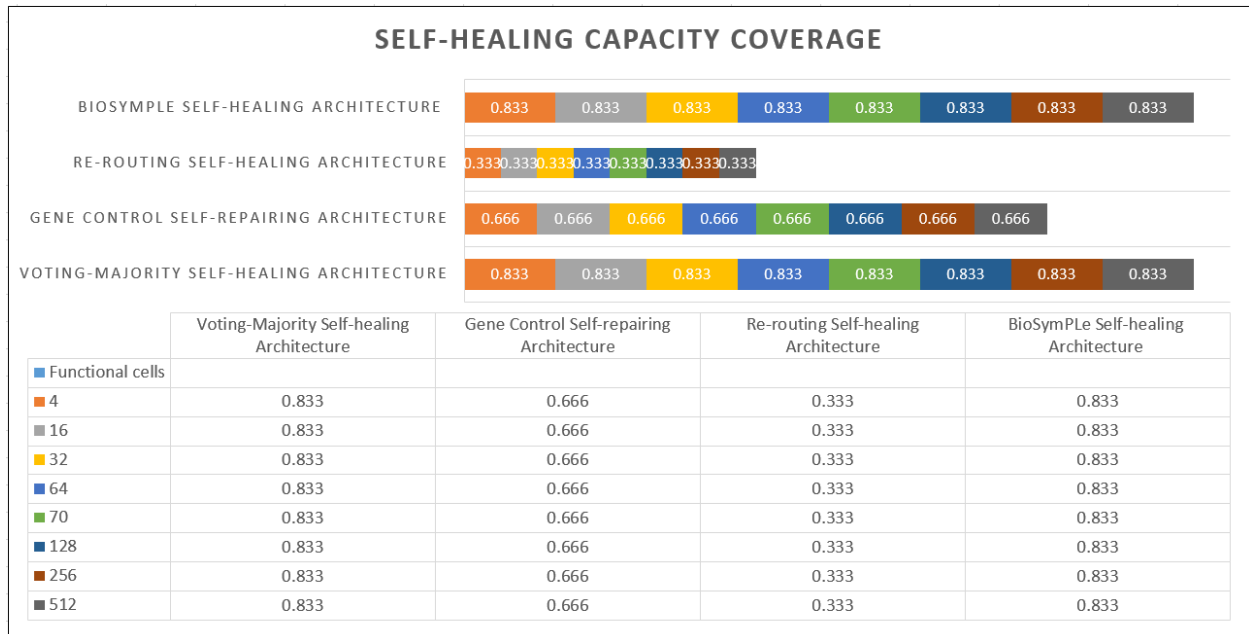 SELF-HEALING CAPACITY COVERAGE
BIOSYMPLE SELF-HEALING ARCHITECTURE 0.833 0.833 0.833 0.833 0.833 0.833 0.833 0.833
RE-ROUTING SELF-HEALING ARCHITECTURE 0.333 0.333 0.333 0.333 0.333 0.333 0.333 0.333
GENE CONTROL SELF-REPAIRING ARCHITECTURE 0.666 0.666 0.666 0.666 0.666 0.666 0.666 0.666
VOTING-MAJORITY SELF-HEALING ARCHITECTURE 0.833 0.833 0.833 0.833 0.833 0.833 0.833 0.833
Voting-Majority Self-healing Gene Control Self-repairing Re-routing Self-healing BioSymPLe Self-healing
Architecture Architecture Architecture Architecture
Functional cells
4 0.833 0.666 0.333 0.833
16 0.833 0.666 0.333 0.833
32 0.833 0.666 0.333 0.833
64 0.833 0.666 0.333 0.833
70 0.833 0.666 0.333 0.833
128 0.833 0.666 0.333 0.833
256 0.833 0.666 0.333 0.833
512 0.833 0.666 0.333 0.833